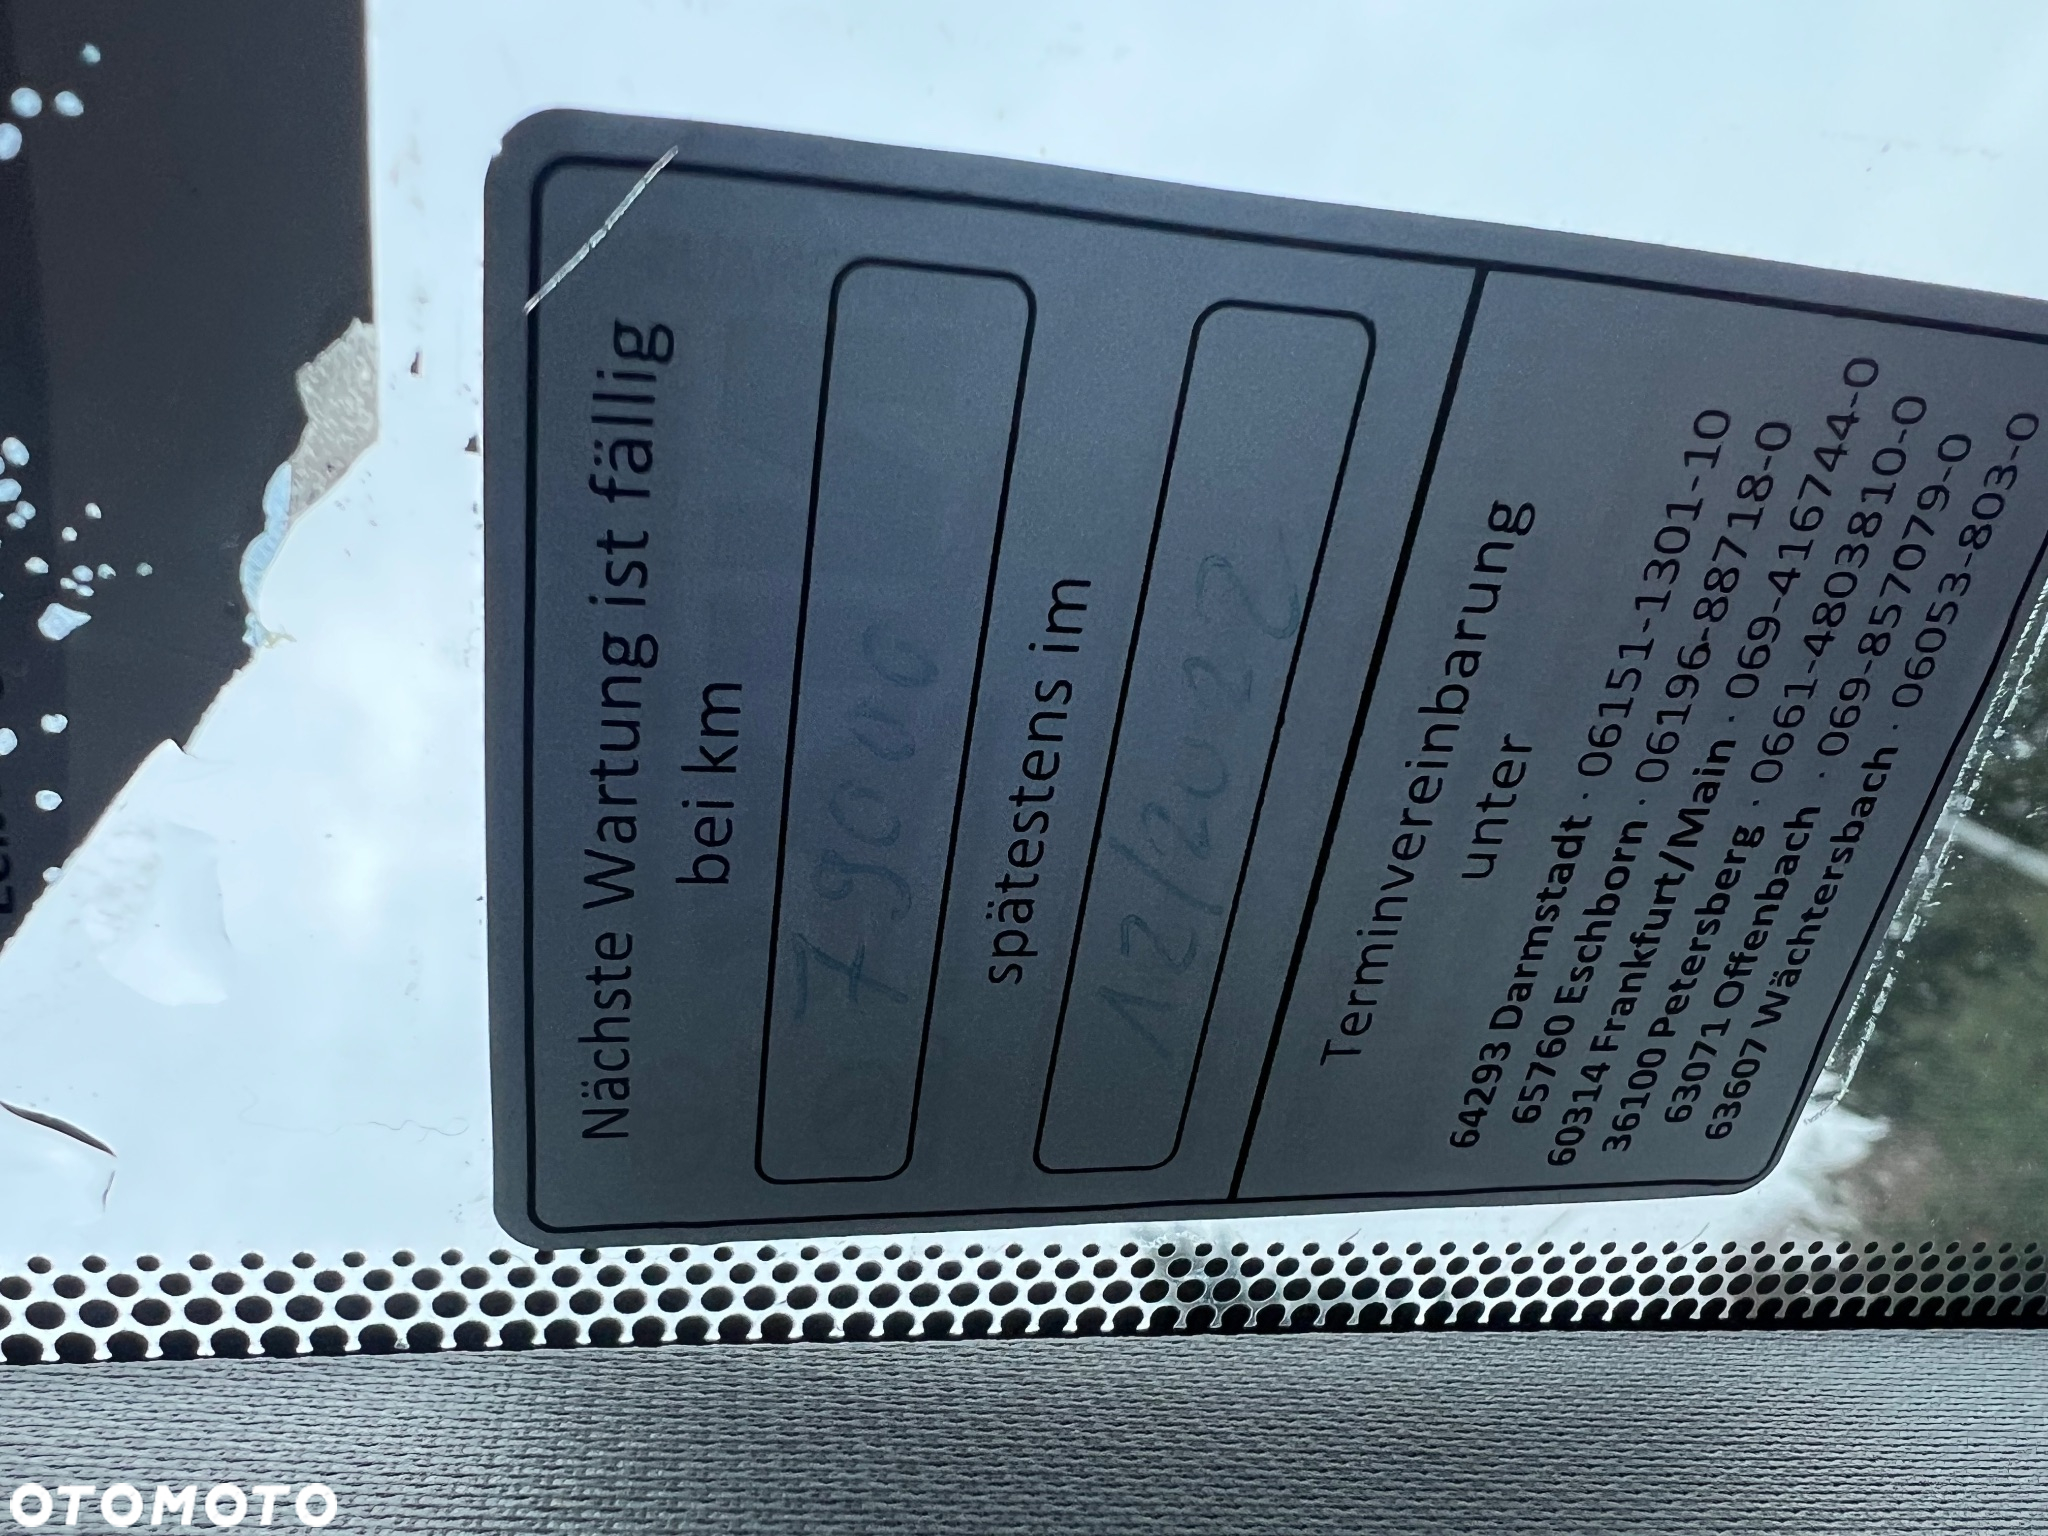 Nächste Wartung ist fällig
bei km
79000
spätestens im
12/2022
Terminvereinbarung
unter
64293 Darmstadt · 06151-1301-10
65760 Eschborn · 06196-88718-0
60314 Frankfurt/Main · 069-416744-0
36100 Petersberg · 0661-4803810-0
63071 Offenbach · 069-857079-0
63607 Wächtersbach · 06053-803-0
OTOMOTO